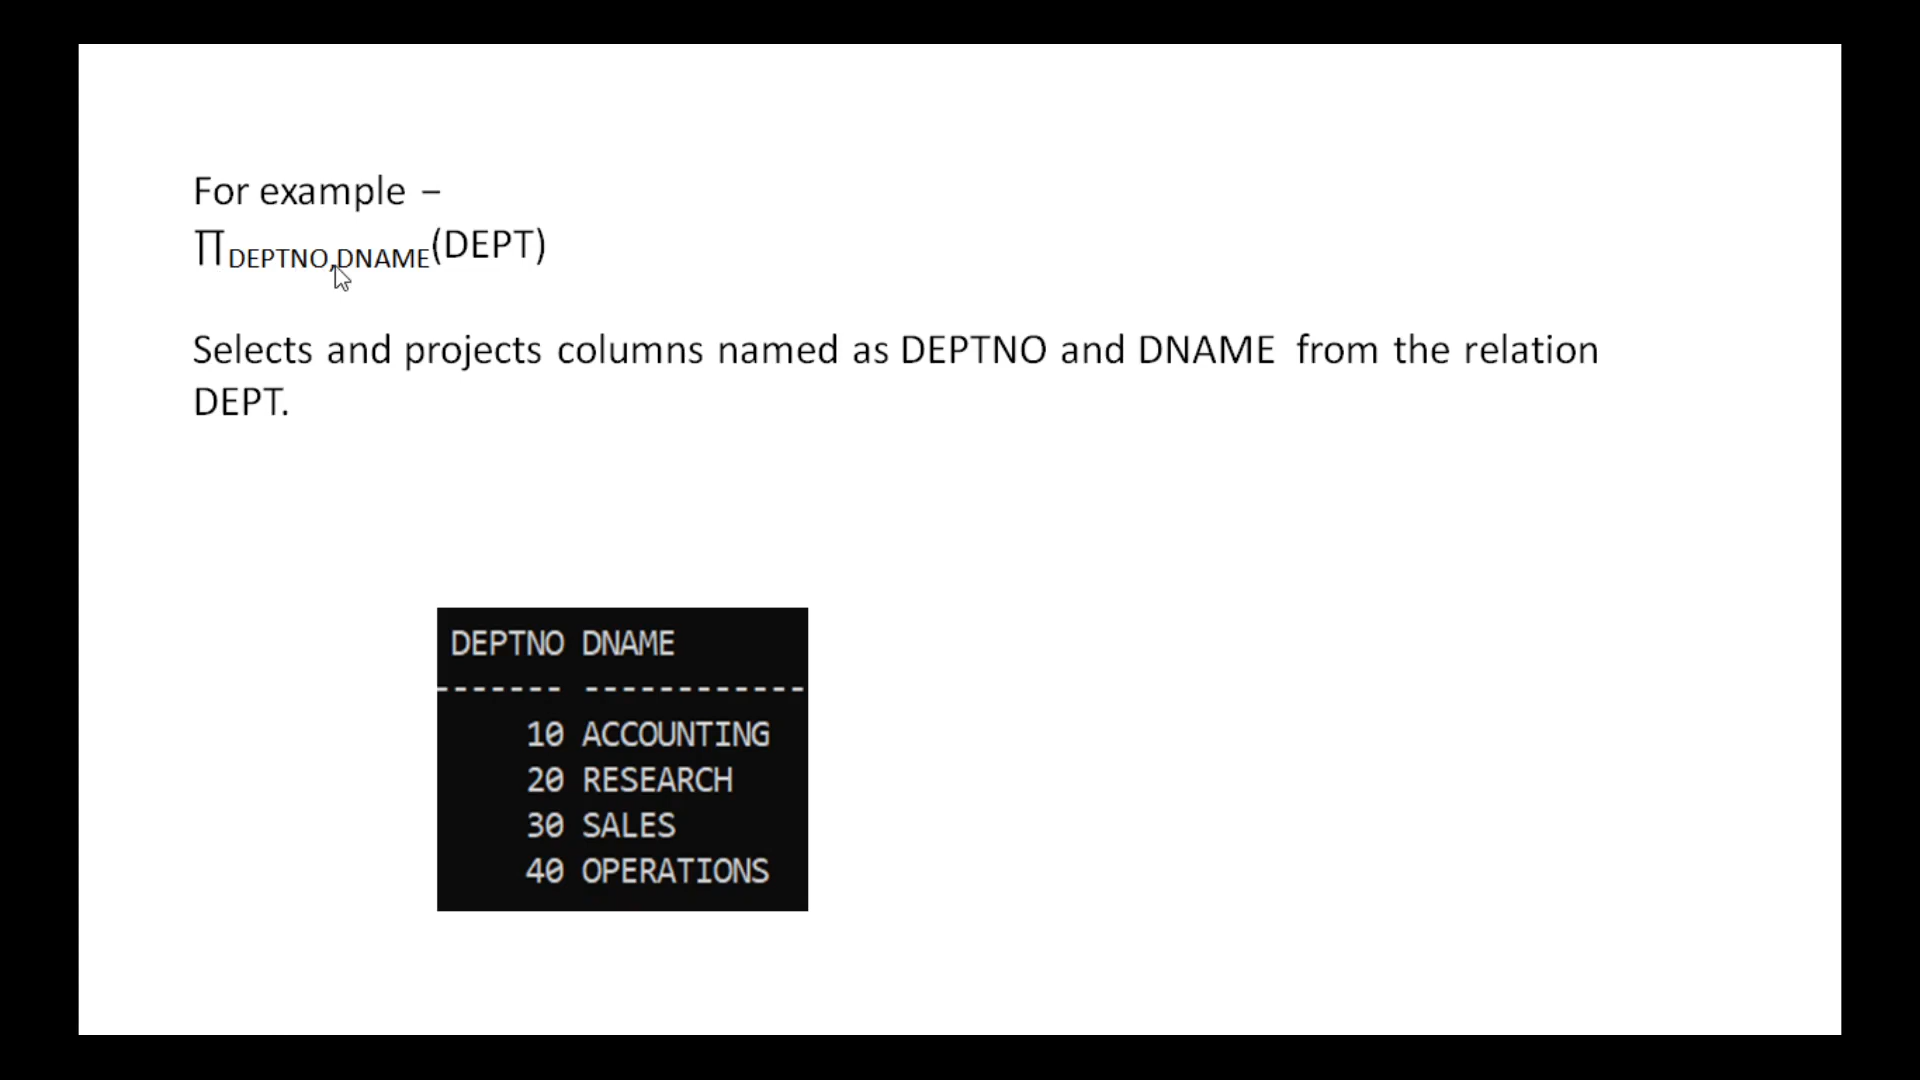 For example –
∏DEPTNO,DNAME(DEPT)
Selects and projects columns named as DEPTNO and DNAME from the relation
DEPT.
DEPTNO DNAME
------- ------------
10 ACCOUNTING
20 RESEARCH
30 SALES
40 OPERATIONS